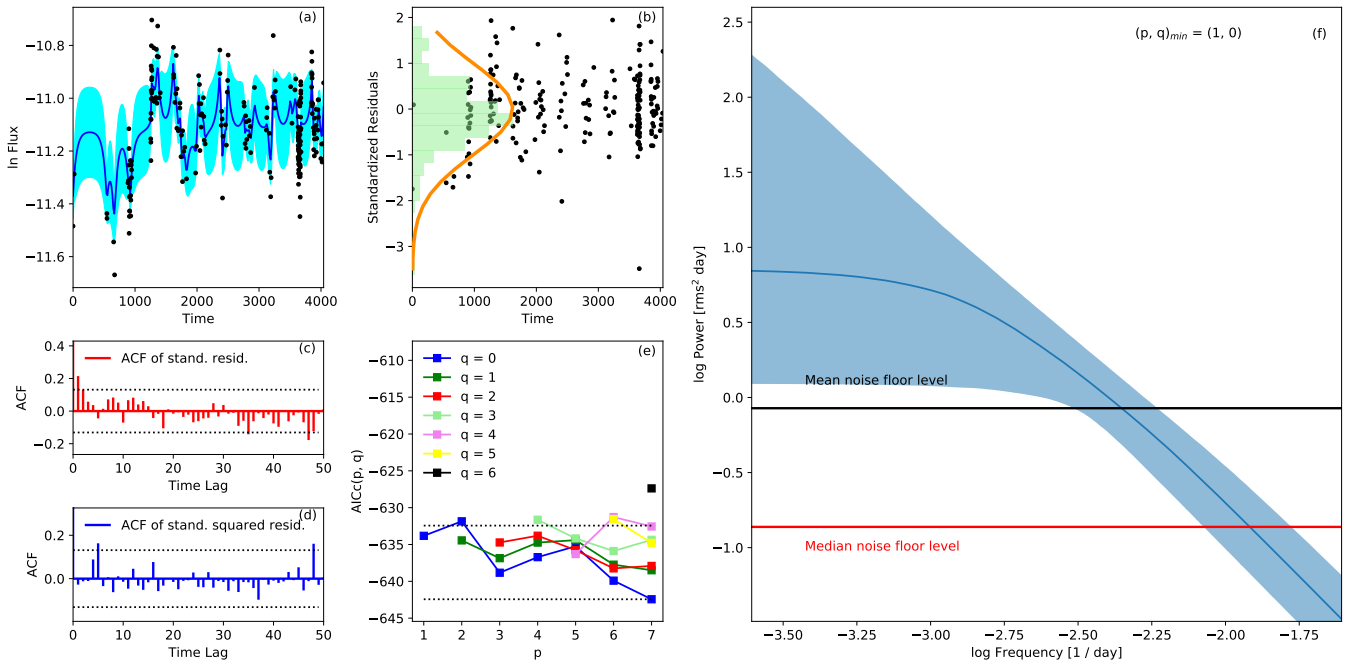 (a)
ln Flux
−10.8
−11.0
−11.2
−11.4
−11.6
0 1000 2000 3000 4000
Time
(b)
Standardized Residuals
2
1
0
−1
−2
−3
0 1000 2000 3000 4000
Time
(c)
ACF of stand. resid.
ACF
0.4
0.2
0.0
−0.2
0 10 20 30 40 50
Time Lag
(d)
ACF of stand. squared resid.
ACF
0.2
0.0
0 10 20 30 40 50
Time Lag
(e)
AICc(p, q)
−610
−615
−620
−625
−630
−635
−640
−645
q = 0
q = 1
q = 2
q = 3
q = 4
q = 5
q = 6
1 2 3 4 5 6 7
p
(p, q)min = (1, 0)
(f)
log Power [rms² day]
2.5
2.0
1.5
1.0
0.5
0.0
−0.5
−1.0
Mean noise floor level
Median noise floor level
−3.50 −3.25 −3.00 −2.75 −2.50 −2.25 −2.00 −1.75
log Frequency [1 / day]